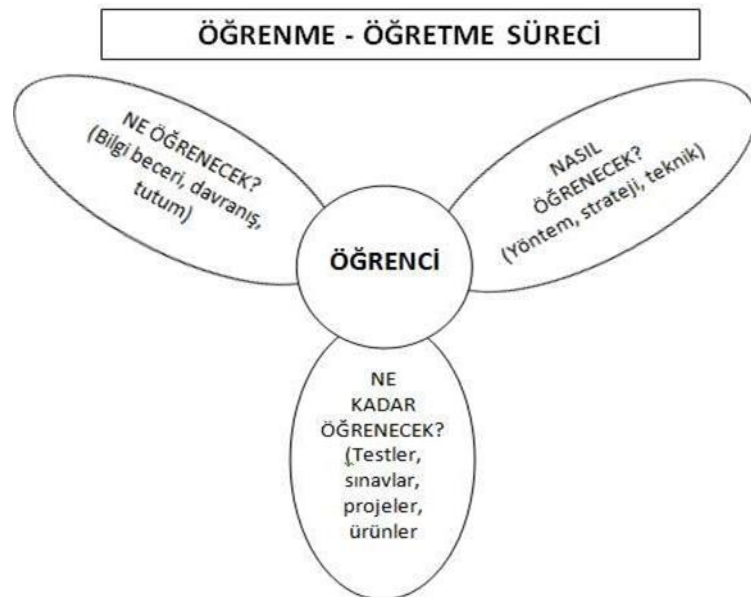 ÖĞRENME - ÖĞRETME SÜRECİ
NE ÖĞRENECEK?
(Bilgi beceri, davranış,
tutum)
NASIL
ÖĞRENECEK?
(Yöntem, strateji, teknik)
ÖĞRENCİ
NE
KADAR
ÖĞRENECEK?
(Testler,
sınavlar,
projeler,
ürünler